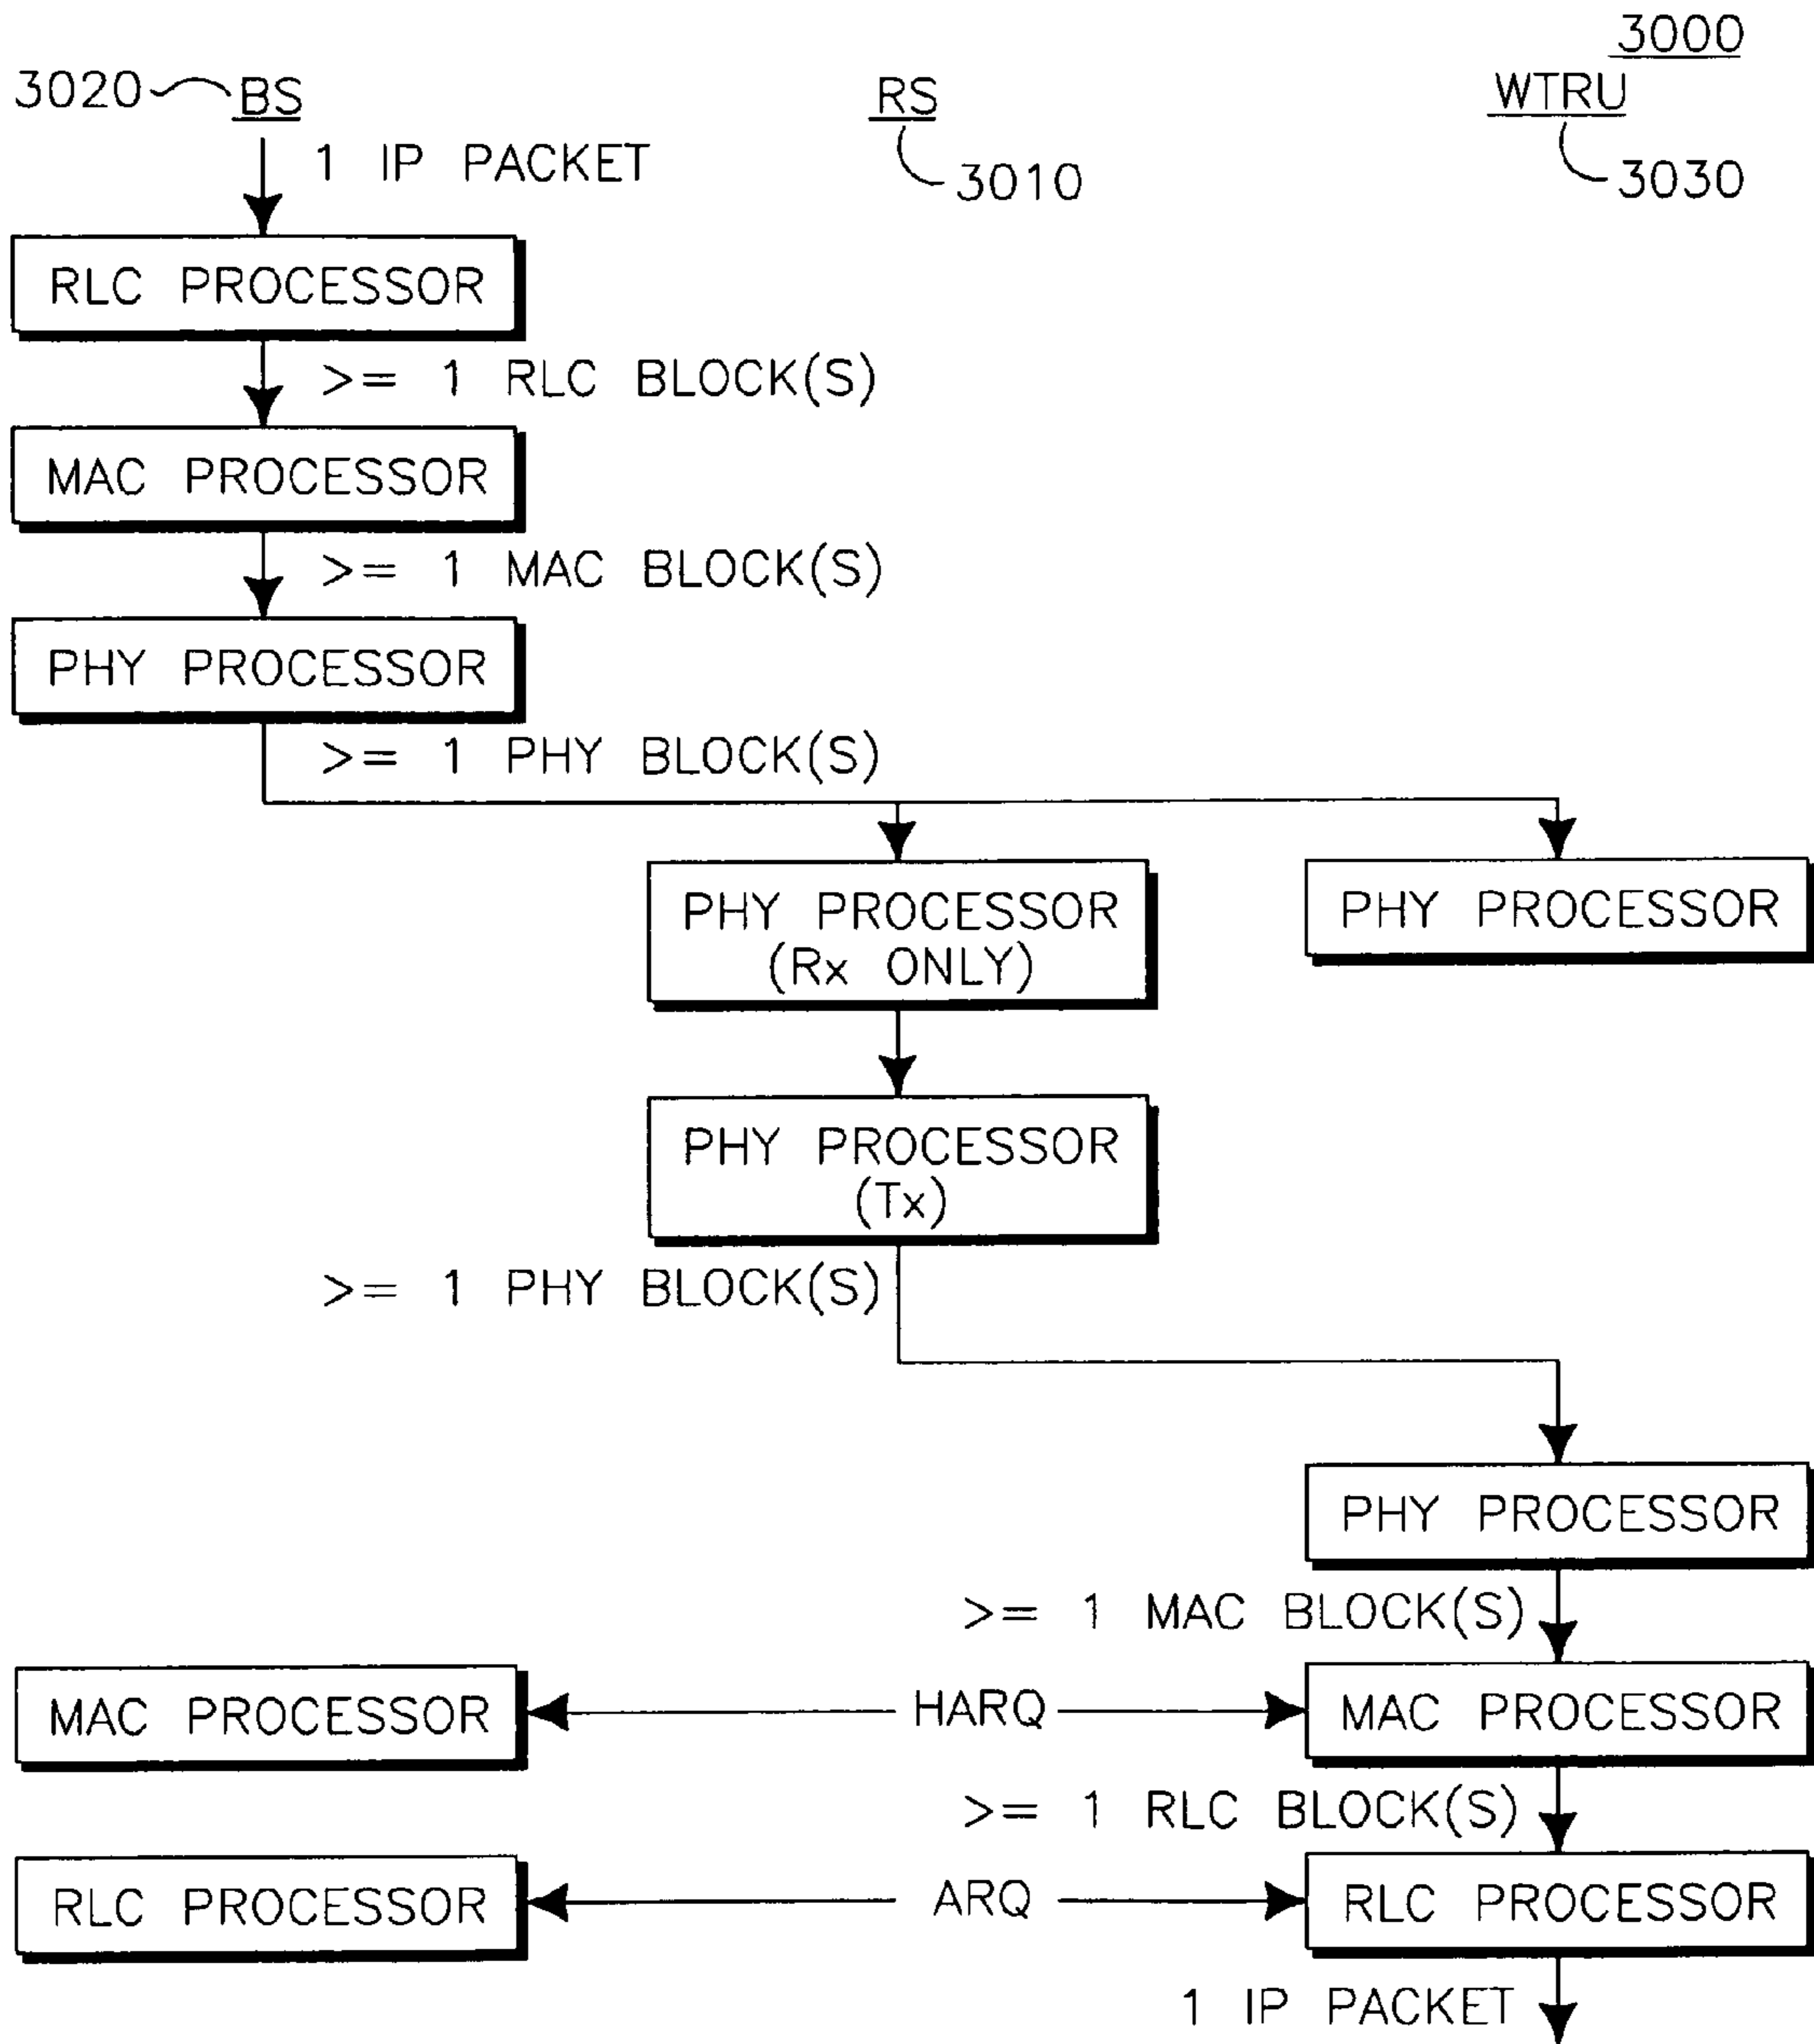 3000
3020 BS
RS
WTRU
3010
3030
1 IP PACKET
RLC PROCESSOR
>= 1 RLC BLOCK(S)
MAC PROCESSOR
>= 1 MAC BLOCK(S)
PHY PROCESSOR
>= 1 PHY BLOCK(S)
PHY PROCESSOR
(Rx ONLY)
PHY PROCESSOR
PHY PROCESSOR
(Tx)
>= 1 PHY BLOCK(S)
PHY PROCESSOR
>= 1 MAC BLOCK(S)
MAC PROCESSOR
HARQ
MAC PROCESSOR
>= 1 RLC BLOCK(S)
RLC PROCESSOR
ARQ
RLC PROCESSOR
1 IP PACKET